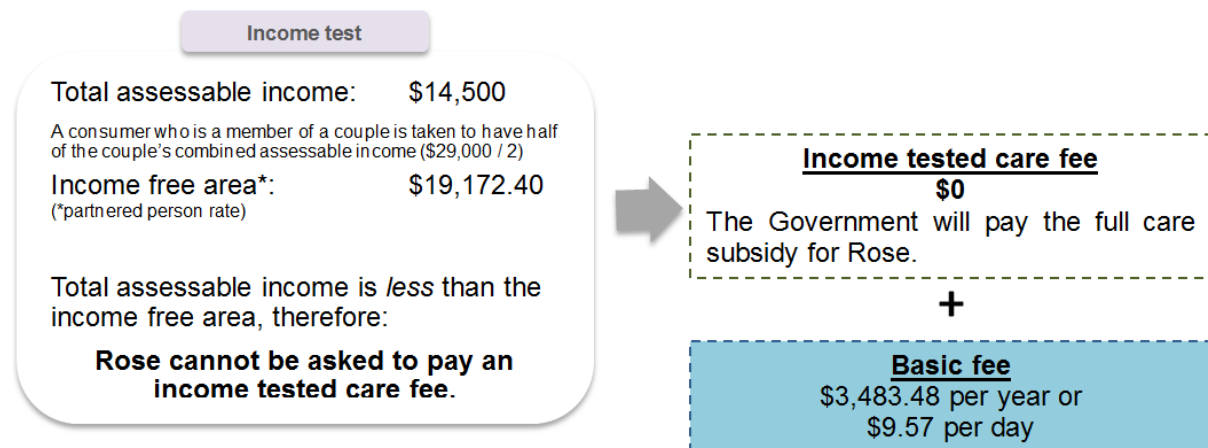 Income test
Total assessable income: $14,500
A consumer who is a member of a couple is taken to have half
of the couple's combined assessable income ($29,000 / 2)
Income free area*: $19,172.40
(*partnered person rate)
Total assessable income is less than the
income free area, therefore:
Rose cannot be asked to pay an
income tested care fee.
Income tested care fee
$0
The Government will pay the full care
subsidy for Rose.
+
Basic fee
$3,483.48 per year or
$9.57 per day